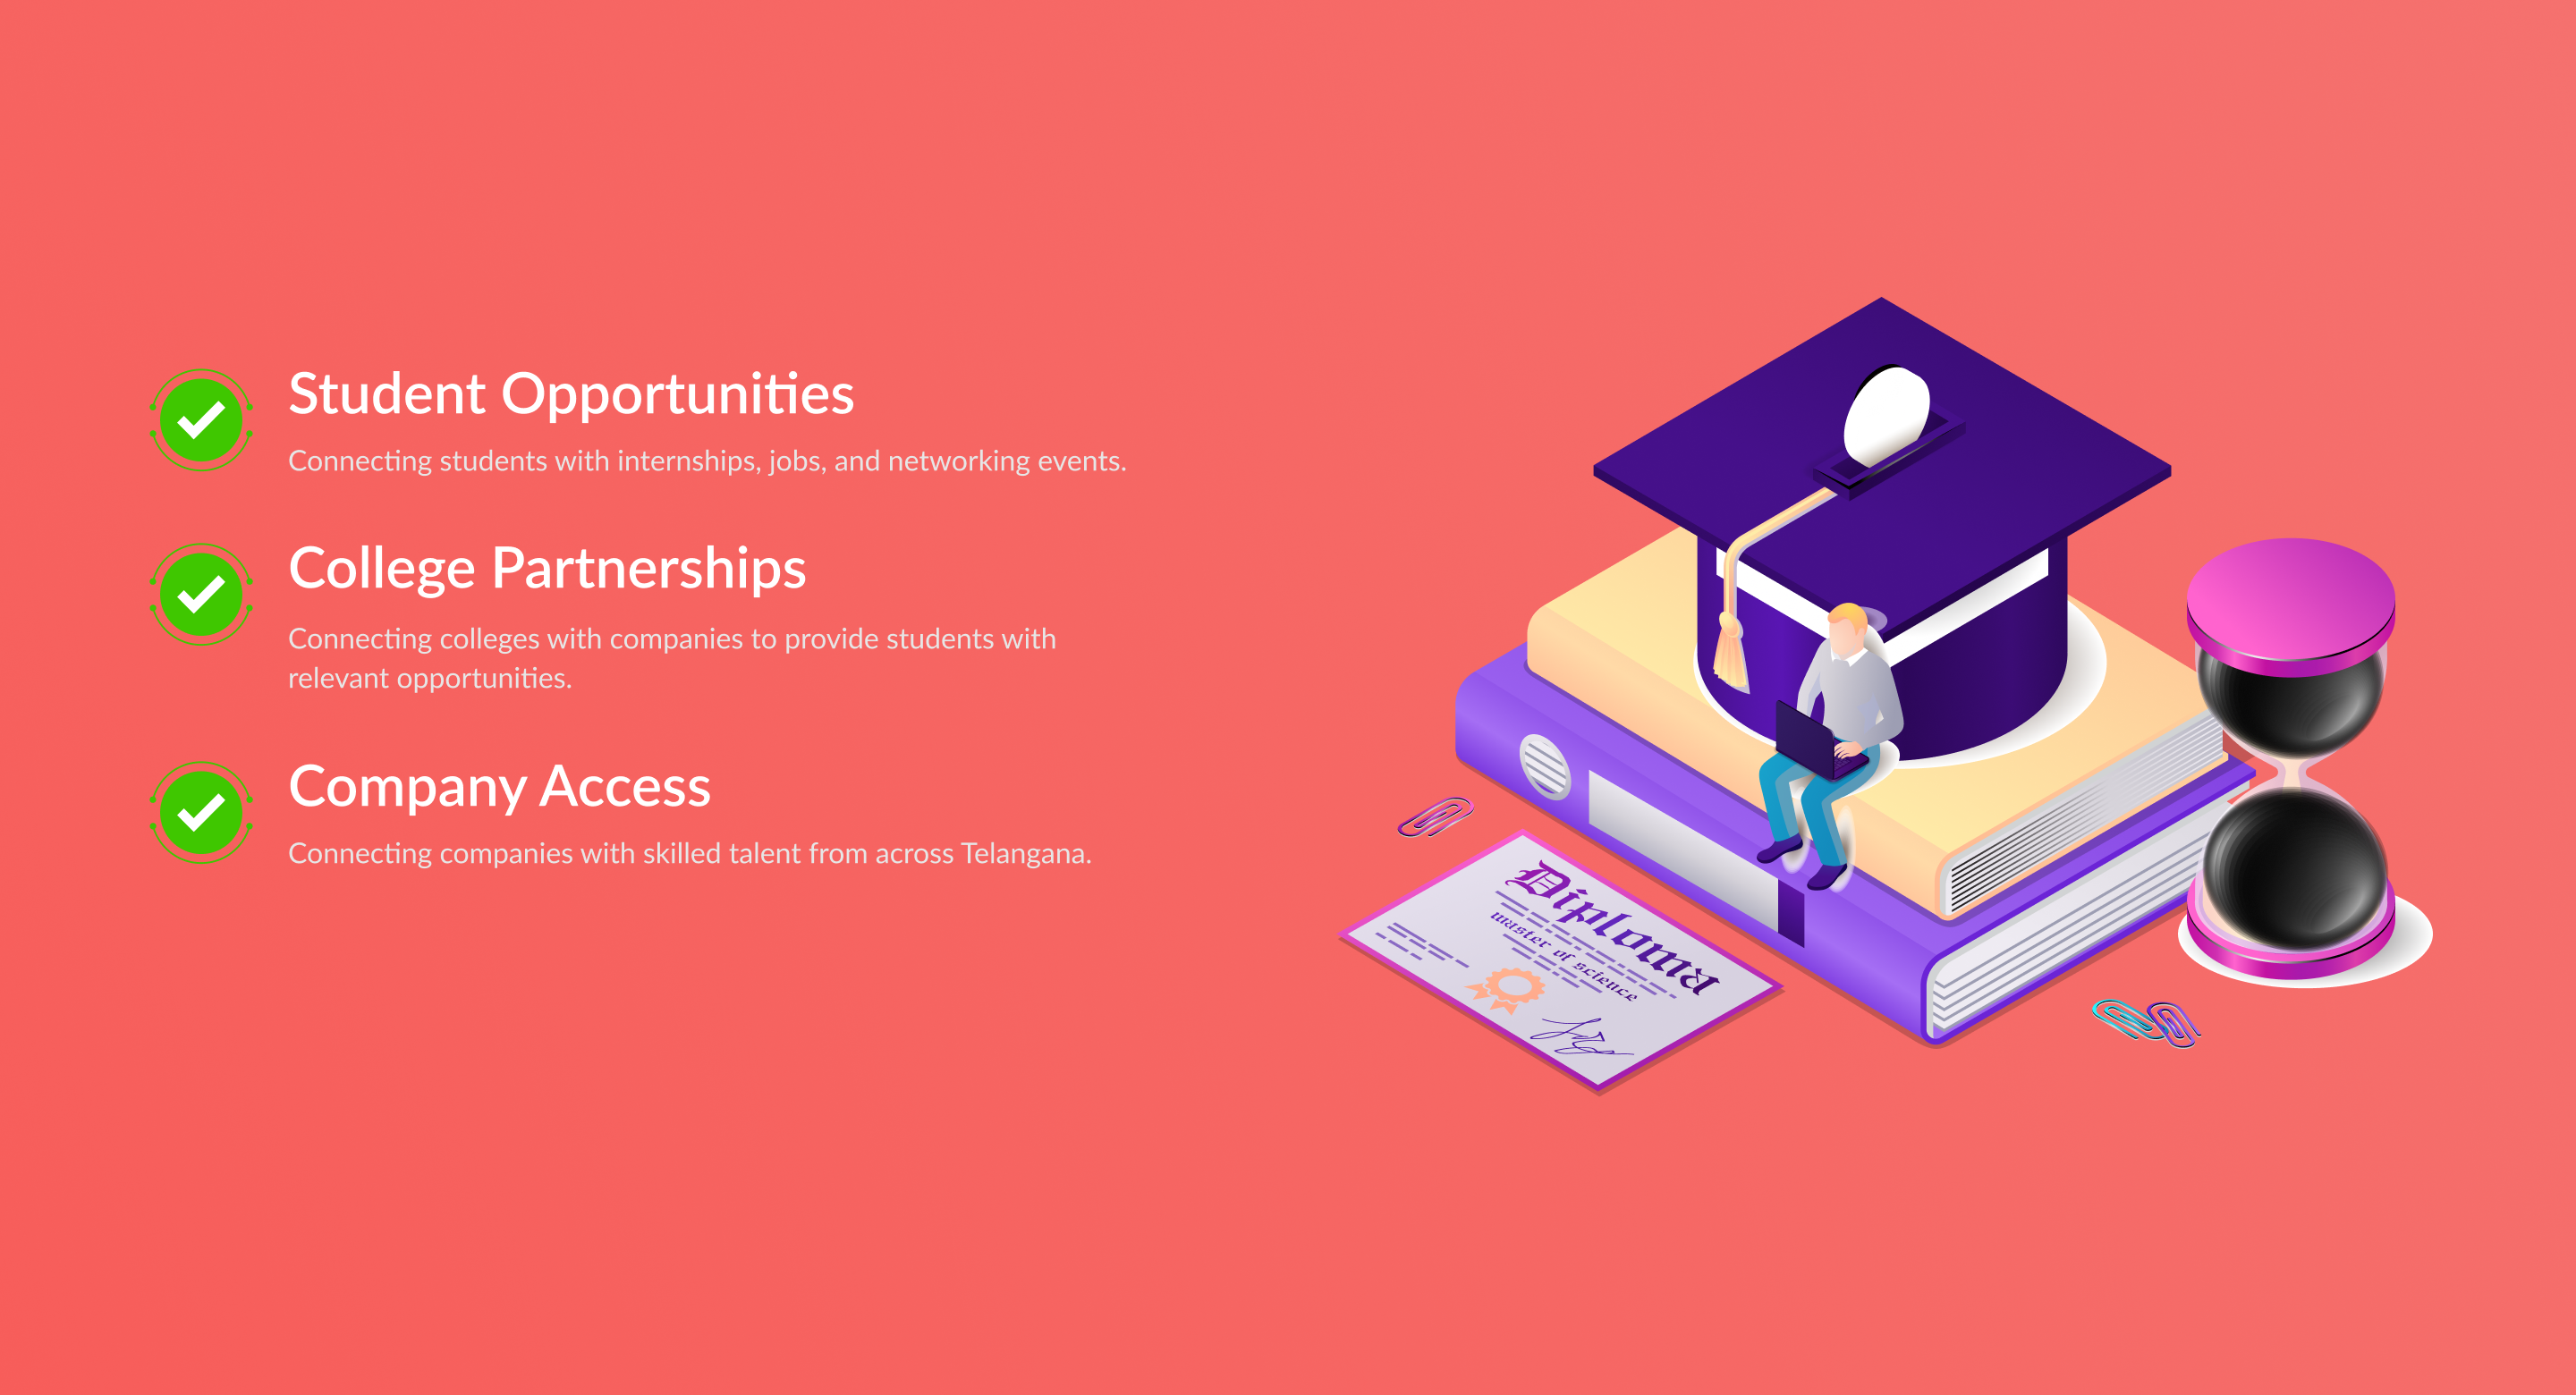 Student Opportunities
Connecting students with internships, jobs, and networking events.
College Partnerships
Connecting colleges with companies to provide students with
relevant opportunities.
Company Access
Connecting companies with skilled talent from across Telangana.
Diploma
master of science